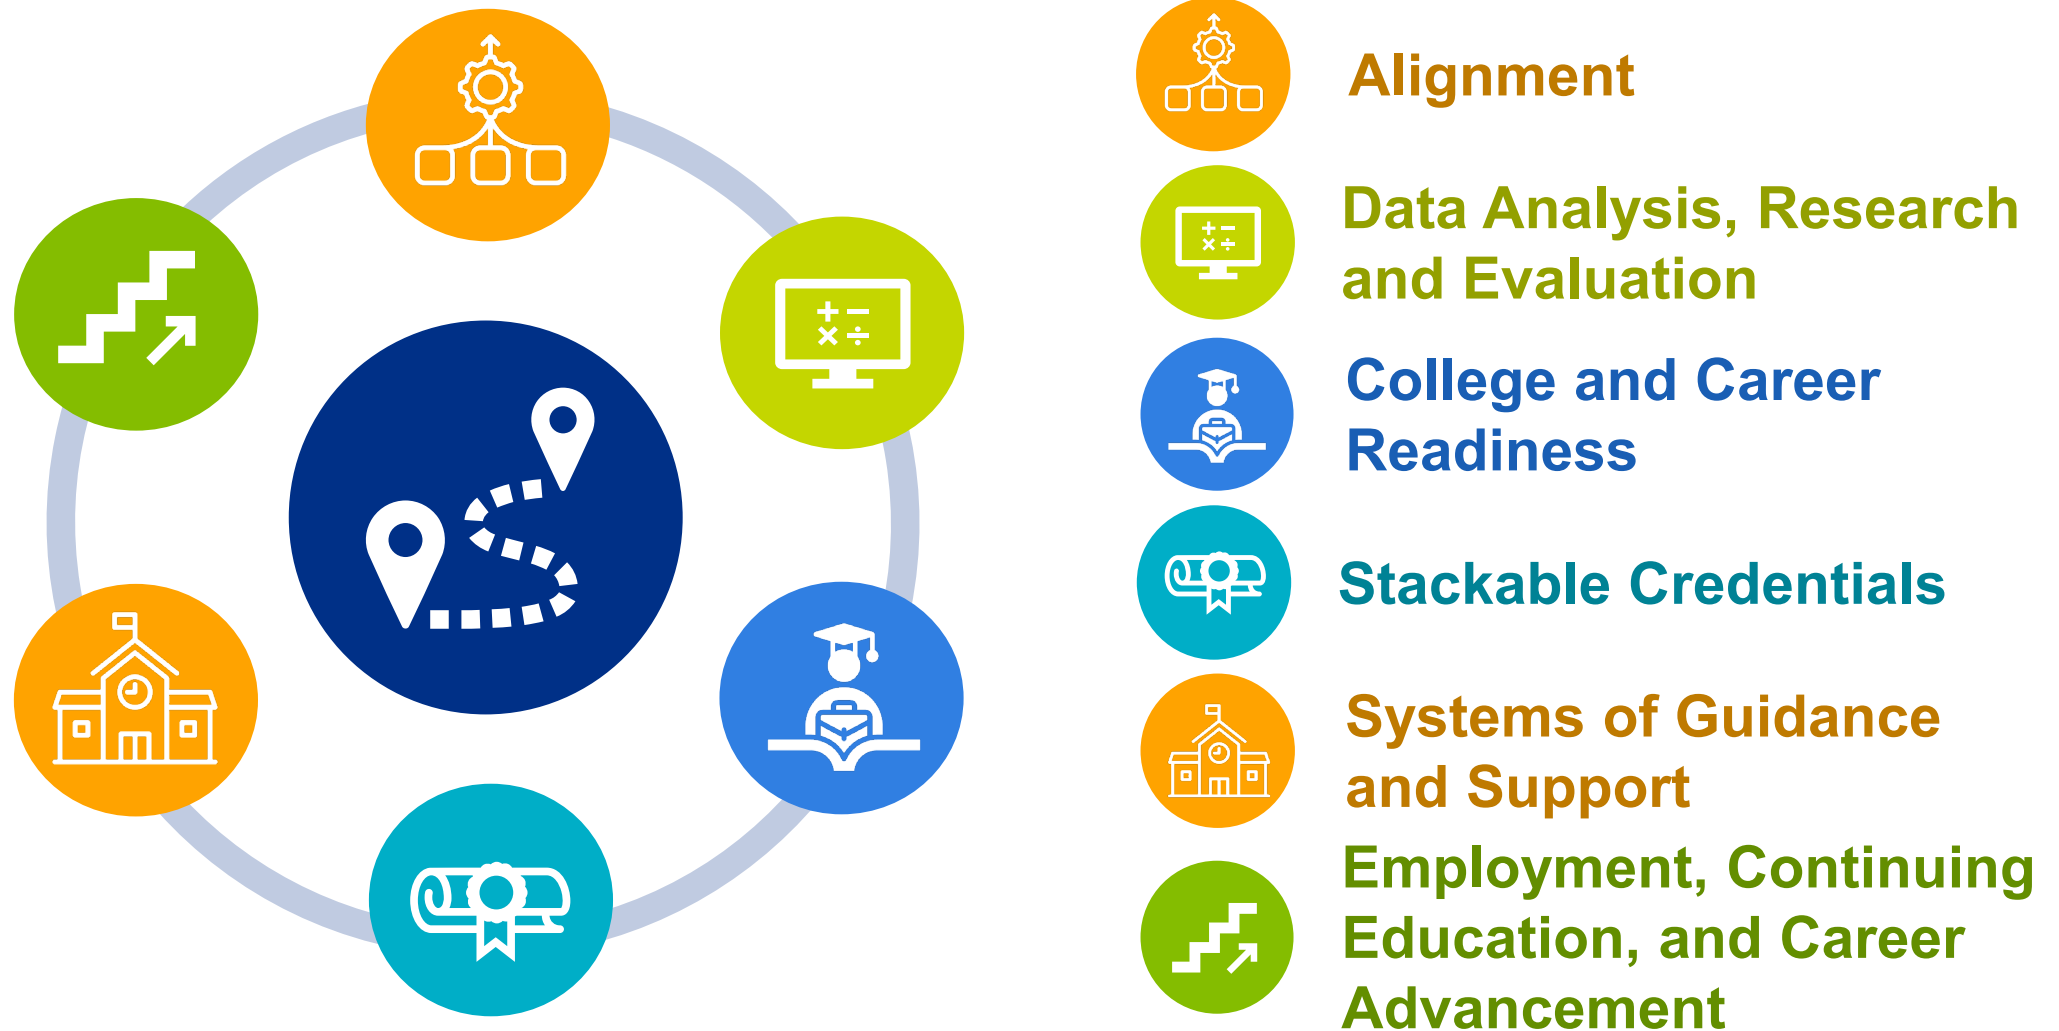 Alignment
Data Analysis, Research
and Evaluation
College and Career
Readiness
Stackable Credentials
Systems of Guidance
and Support
Employment, Continuing
Education, and Career
Advancement